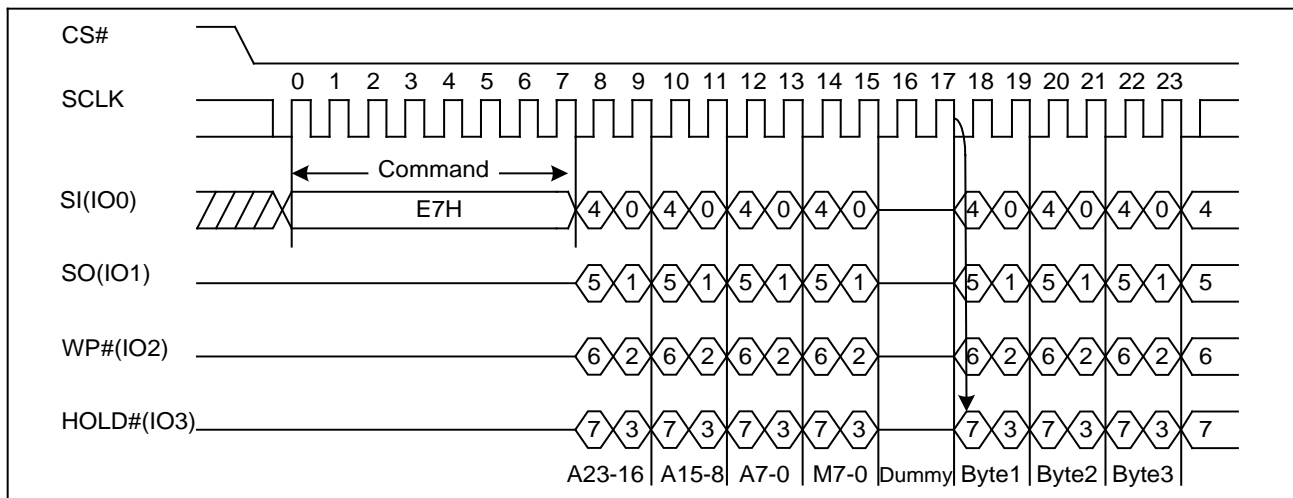 CS#
0 1 2 3 4 5 6 7 8 9 10 11 12 13 14 15 16 17 18 19 20 21 22 23
SCLK
Command
SI(IO0) E7H 4 0 4 0 4 0 4 0 4 0 4 0 4 0 4
SO(IO1) 5 1 5 1 5 1 5 1 5 1 5 1 5 1 5
WP#(IO2) 6 2 6 2 6 2 6 2 6 2 6 2 6 2 6
HOLD#(IO3) 7 3 7 3 7 3 7 3 7 3 7 3 7 3 7
A23-16 A15-8 A7-0 M7-0 Dummy Byte1 Byte2 Byte3